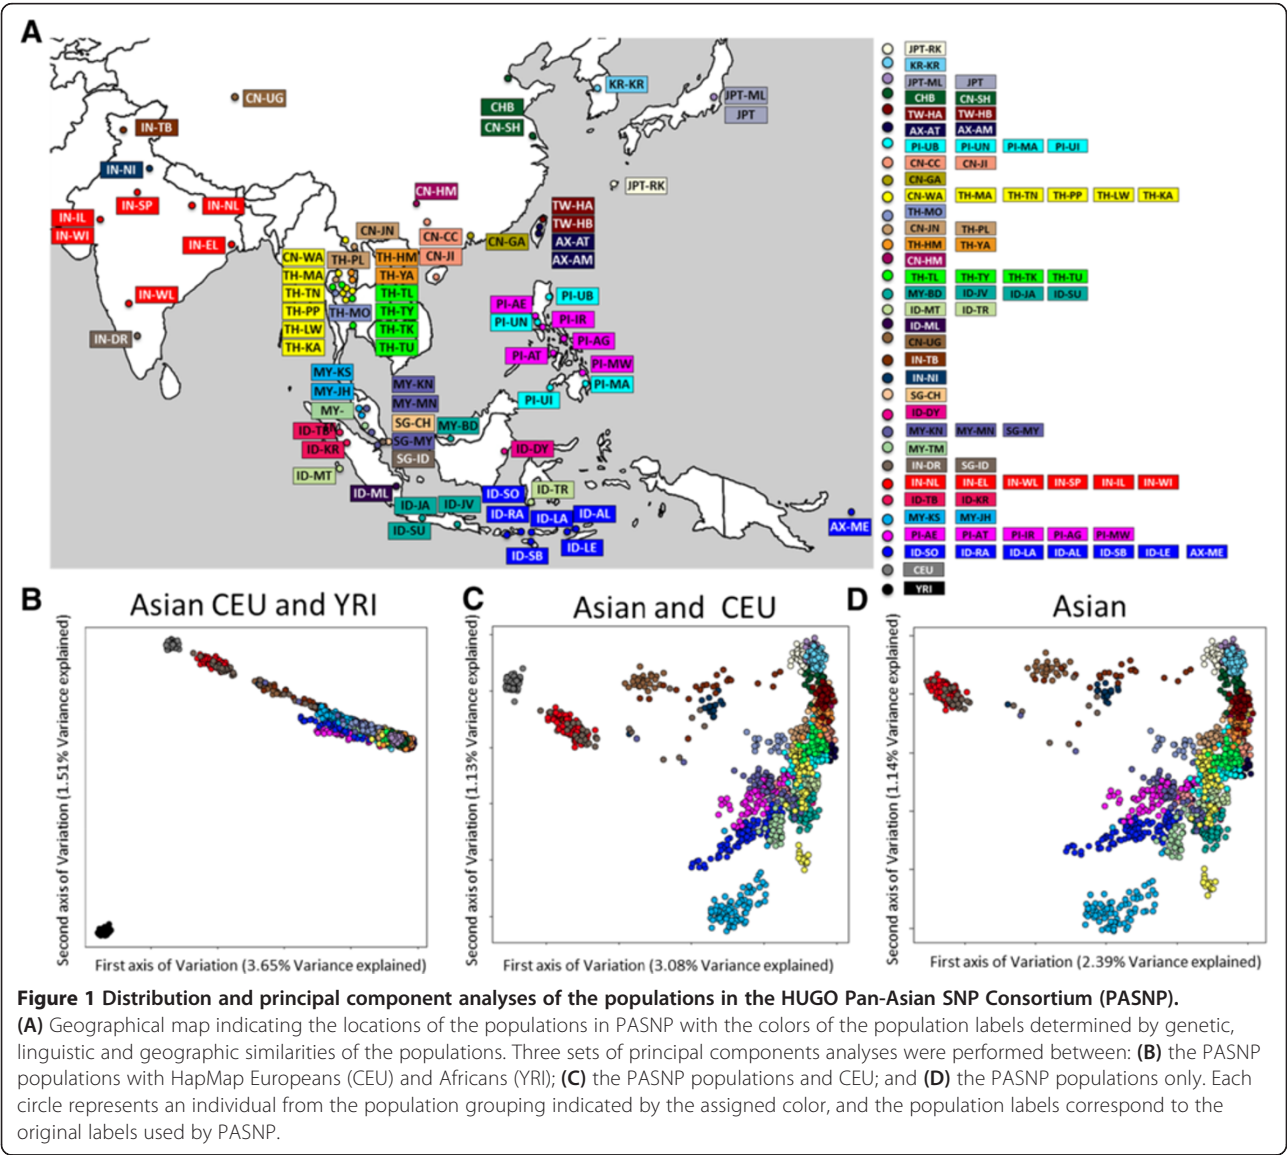 A
CN-UG
IN-TB
IN-NI
IN-SP
IN-NL
IN-IL
IN-WI
IN-EL
IN-WL
IN-DR
KR-KR
CHB
CN-SH
JPT-ML
JPT
JPT-RK
CN-HM
TW-HA
TW-HB
AX-AT
AX-AM
CN-JN
CN-CC
CN-GA
CN-JI
CN-WA
TH-PL
TH-HM
TH-MA
TH-YA
TH-TN
TH-TL
TH-PP
TH-MO
TH-TY
TH-LW
TH-TK
TH-KA
TH-TU
PI-UB
PI-AE
PI-UN
PI-IR
PI-AG
PI-AT
PI-MW
PI-MA
PI-UI
MY-KS
MY-JH
MY-
MY-KN
MY-MN
SG-CH
MY-BD
SG-MY
SG-ID
ID-TB
ID-KR
ID-MT
ID-ML
ID-DY
ID-TR
ID-SO
ID-JA
ID-JV
ID-RA
ID-LA
ID-AL
ID-SU
ID-SB
ID-LE
AX-ME
JPT-RK
KR-KR
JPT-ML JPT
CHB CN-SH
TW-HA TW-HB
AX-AT AX-AM
PI-UB PI-UN PI-MA PI-UI
CN-CC CN-JI
CN-GA
CN-WA TH-MA TH-TN TH-PP TH-LW TH-KA
TH-MO
CN-JN TH-PL
TH-HM TH-YA
CN-HM
TH-TL TH-TY TH-TK TH-TU
MY-BD ID-JV ID-JA ID-SU
ID-MT ID-TR
ID-ML
CN-UG
IN-TB
IN-NI
SG-CH
ID-DY
MY-KN MY-MN SG-MY
MY-TM
IN-DR SG-ID
IN-NL IN-EL IN-WL IN-SP IN-IL IN-WI
ID-TB ID-KR
MY-KS MY-JH
PI-AE PI-AT PI-IR PI-AG PI-MW
ID-SO ID-RA ID-LA ID-AL ID-SB ID-LE AX-ME
CEU
YRI
B
Asian CEU and YRI
Second axis of Variation (1.51% Variance explained)
First axis of Variation (3.65% Variance explained)
C
Asian and CEU
Second axis of Variation (1.13% Variance explained)
First axis of Variation (3.08% Variance explained)
D
Asian
Second axis of Variation (1.14% Variance explained)
First axis of Variation (2.39% Variance explained)
Figure 1 Distribution and principal component analyses of the populations in the HUGO Pan-Asian SNP Consortium (PASNP).
(A) Geographical map indicating the locations of the populations in PASNP with the colors of the population labels determined by genetic,
linguistic and geographic similarities of the populations. Three sets of principal components analyses were performed between: (B) the PASNP
populations with HapMap Europeans (CEU) and Africans (YRI); (C) the PASNP populations and CEU; and (D) the PASNP populations only. Each
circle represents an individual from the population grouping indicated by the assigned color, and the population labels correspond to the
original labels used by PASNP.